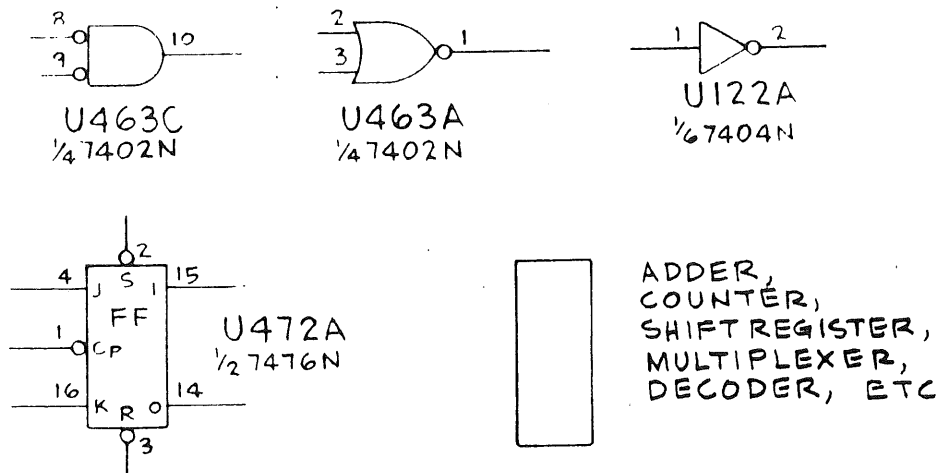 8
9
10
U463C
1/4 7402N
2
3
1
U463A
1/4 7402N
1
2
U122A
1/6 7404N
2
4
J
S
1
15
FF
1
CP
U472A
1/2 7476N
16
K
R
0
14
3
ADDER,
COUNTER,
SHIFT REGISTER,
MULTIPLEXER,
DECODER, ETC